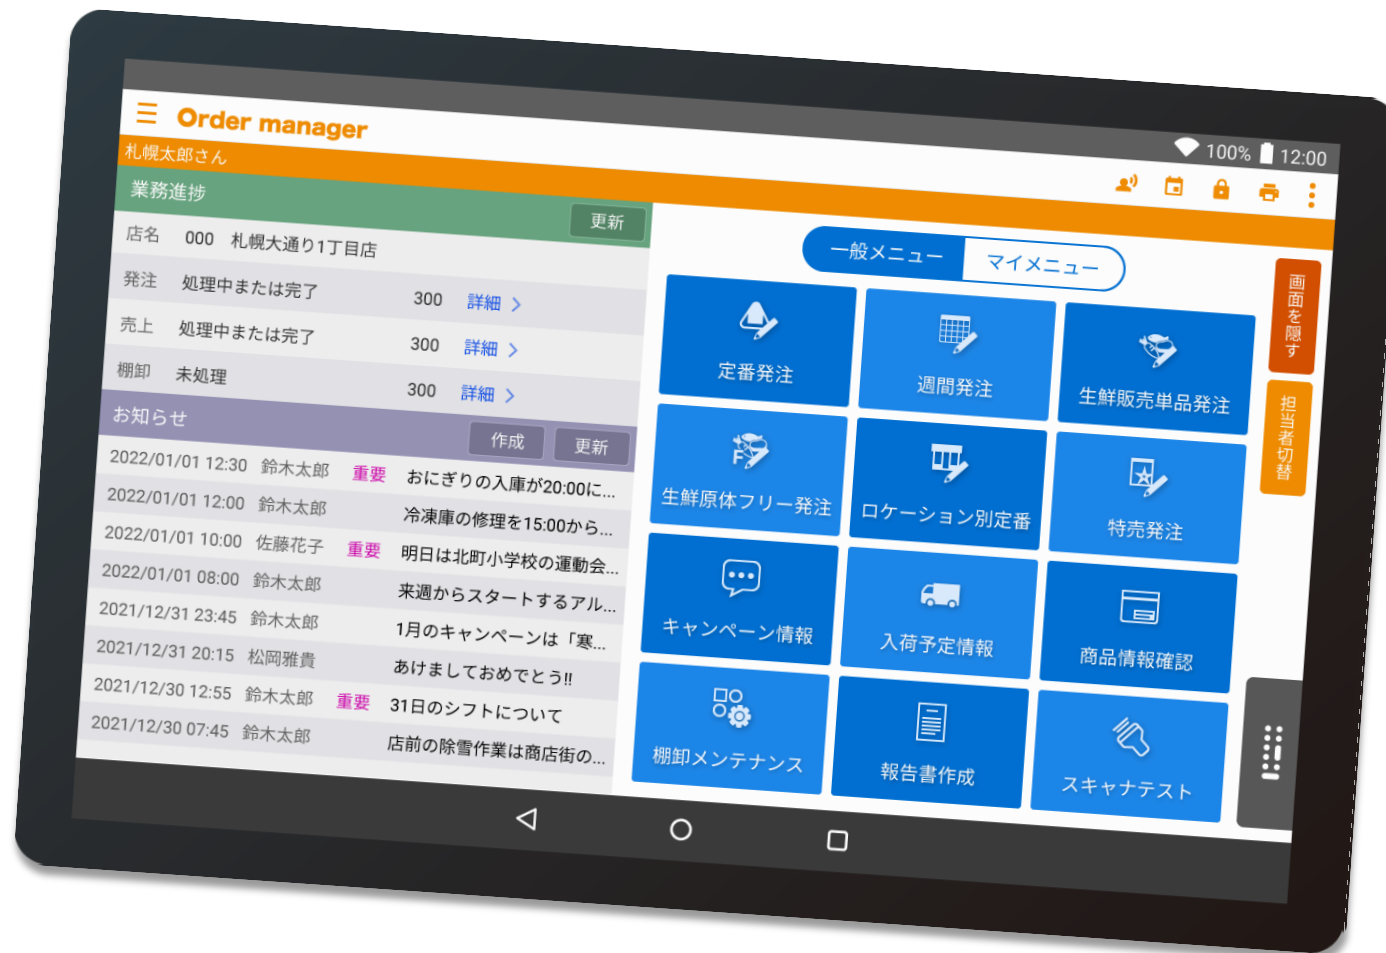 100% 12:00
Order manager
札幌太郎さん
業務進捗 更新
店名 000 札幌大通り1丁目店
発注 処理中または完了 300 詳細 >
売上 処理中または完了 300 詳細 >
棚卸 未処理 300 詳細 >
お知らせ 作成 更新
2022/01/01 12:30 鈴木太郎 重要 おにぎりの入庫が20:00に...
2022/01/01 12:00 鈴木太郎 冷凍庫の修理を15:00から...
2022/01/01 10:00 佐藤花子 重要 明日は北町小学校の運動会...
2022/01/01 08:00 鈴木太郎 来週からスタートするアル...
2021/12/31 23:45 鈴木太郎 1月のキャンペーンは「寒...
2021/12/31 20:15 松岡雅貴 あけましておめでとう!!
2021/12/30 12:55 鈴木太郎 重要 31日のシフトについて
2021/12/30 07:45 鈴木太郎 店前の除雪作業は商店街の...
一般メニュー マイメニュー
定番発注
週間発注
生鮮販売単品発注
F
生鮮原体フリー発注
ロケーション別定番
特売発注
キャンペーン情報
入荷予定情報
商品情報確認
棚卸メンテナンス
報告書作成
スキャナテスト
画面を隠す
担当者切替